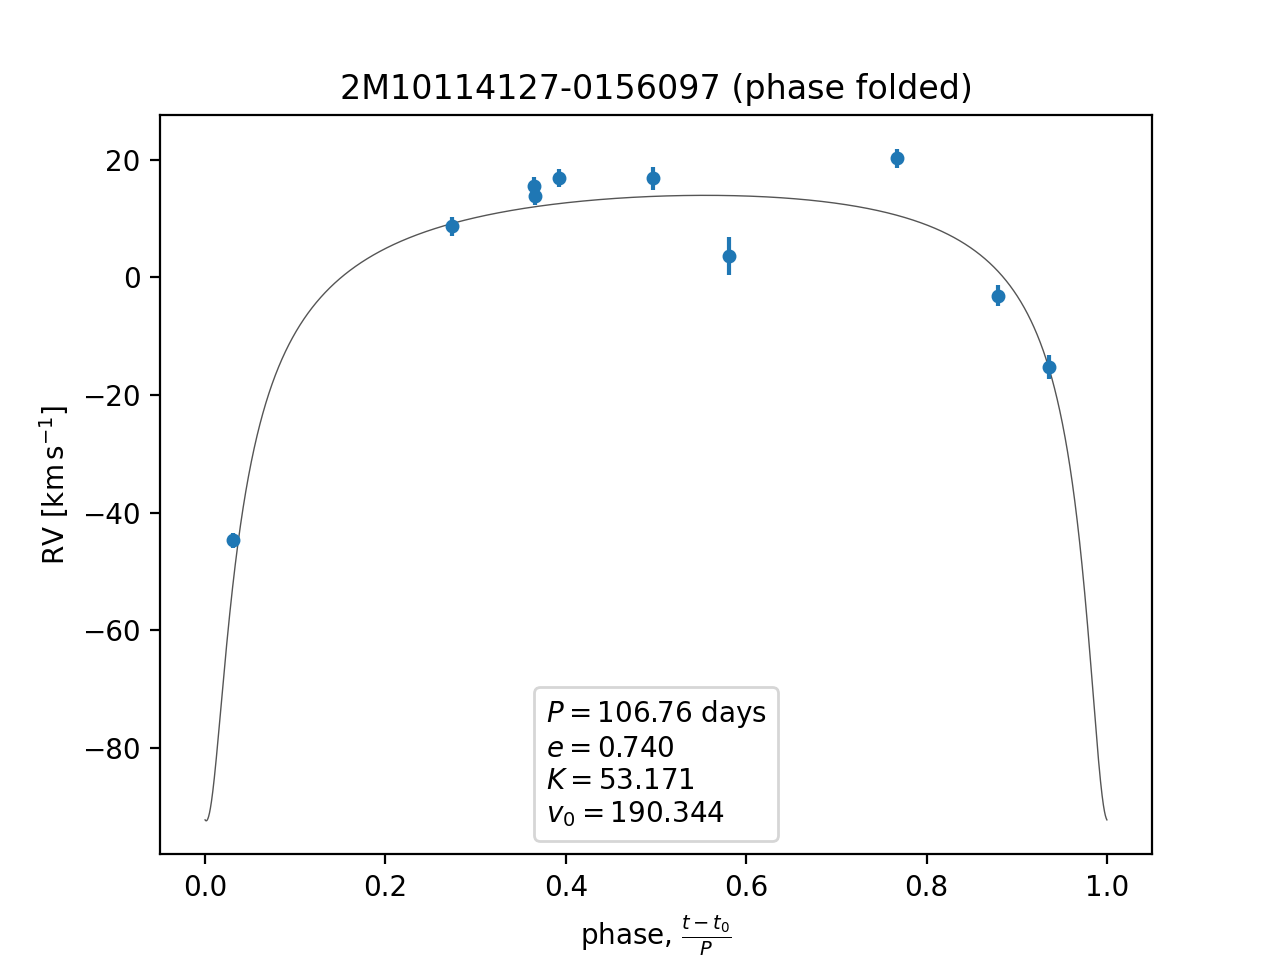 2M10114127-0156097 (phase folded)
RV [km s⁻¹]
20
0
−20
−40
−60
−80
P = 106.76 days
e = 0.740
K = 53.171
v₀ = 190.344
0.0 0.2 0.4 0.6 0.8 1.0
phase, (t − t₀)/P